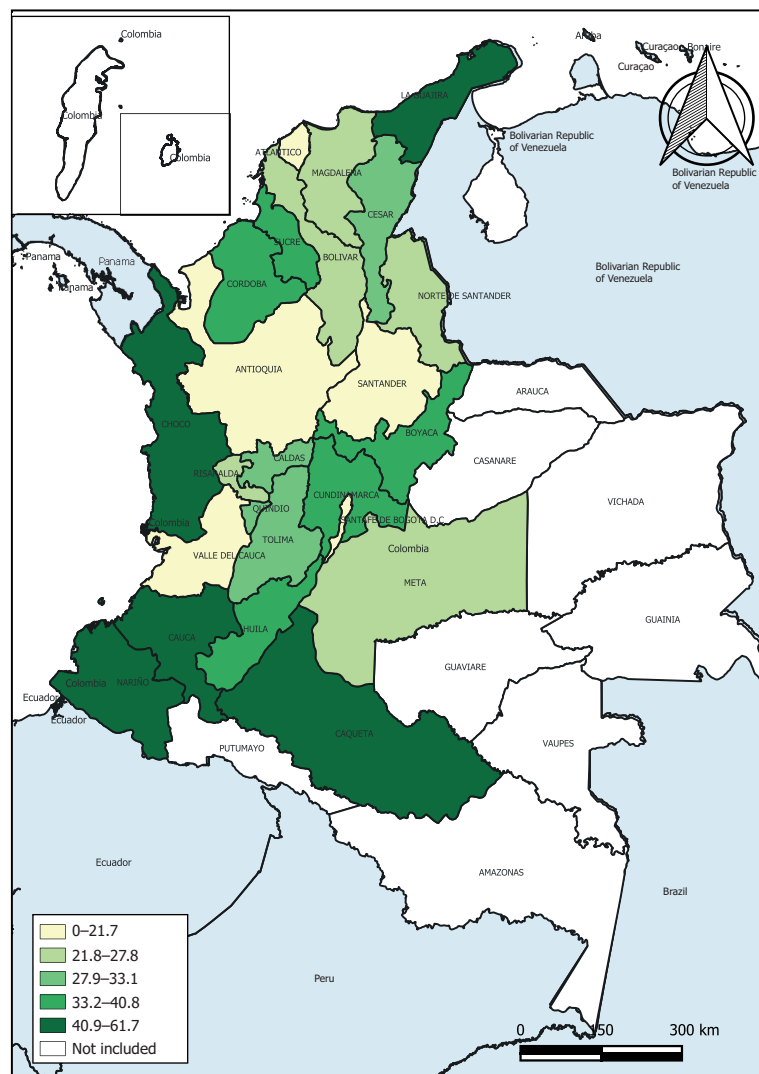 Colombia
Colombia
Colombia
Aruba
Curaçao
Bonaire
Curaçao
LA GUAJIRA
Bolivarian Republic
of Venezuela
ATLANTICO
MAGDALENA
Bolivarian Republic
of Venezuela
CESAR
SUCRE
BOLIVAR
Panama
Panama
Bolivarian Republic
of Venezuela
CORDOBA
Panama
NORTE DE SANTANDER
ANTIOQUIA
SANTANDER
ARAUCA
CHOCO
BOYACA
CALDAS
CASANARE
RISARALDA
CUNDINAMARCA
VICHADA
QUINDIO
Colombia
SANTAFE DE BOGOTA D.C
TOLIMA
VALLE DEL CAUCA
Colombia
META
GUAINIA
HUILA
CAUCA
GUAVIARE
Colombia
NARIÑO
Ecuador
Ecuador
CAQUETA
PUTUMAYO
VAUPES
Ecuador
AMAZONAS
Brazil
Peru
0–21.7
21.8–27.8
27.9–33.1
33.2–40.8
40.9–61.7
Not included
0 150 300 km